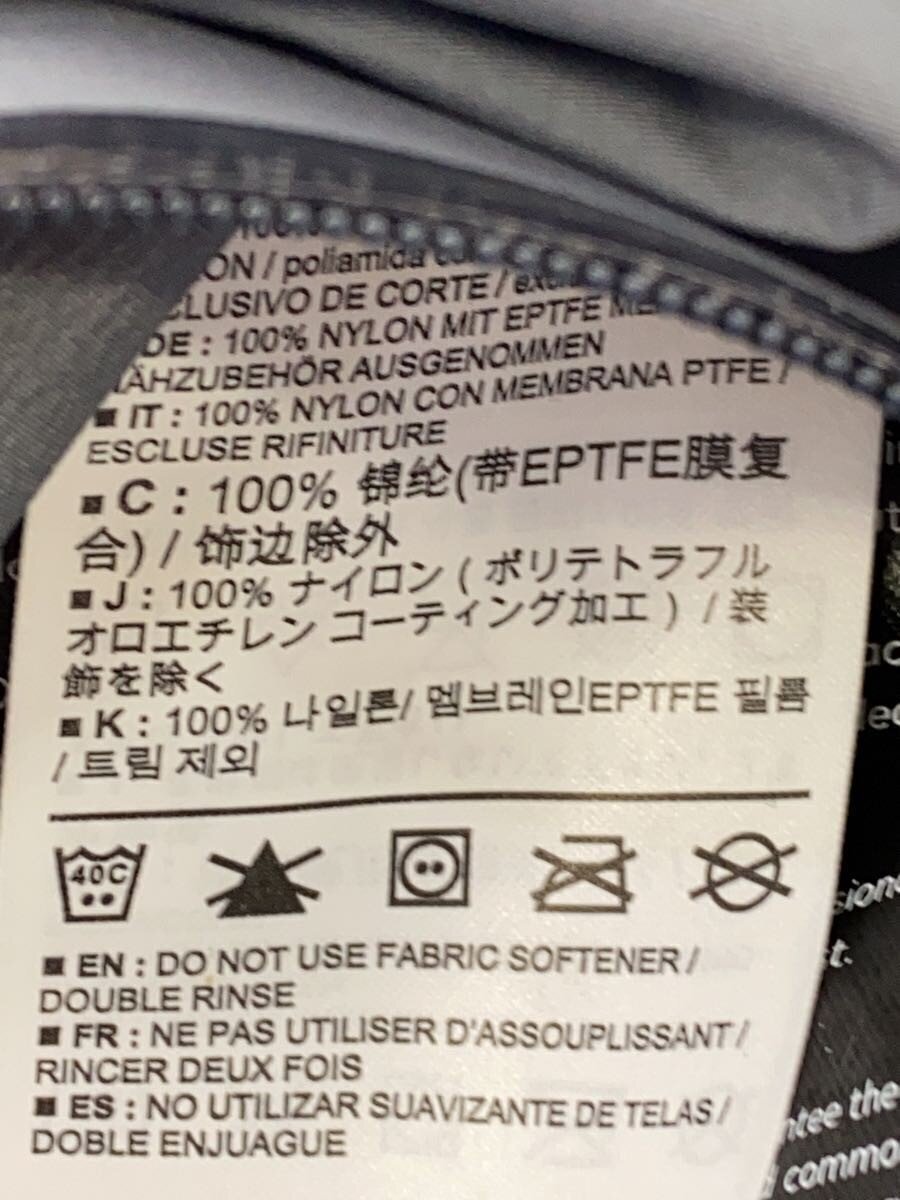 ON / poliamida
CLUSIVO DE CORTE /
DE : 100% NYLON MIT EPTFE
NÄHZUBEHÖR AUSGENOMMEN
■ IT : 100% NYLON CON MEMBRANA PTFE /
ESCLUSE RIFINITURE
■ C : 100% 锦纶(带EPTFE膜复
合) / 饰边除外
■ J : 100% ナイロン ( ポリテトラフル
オロエチレン コーティング加工 ) / 装
飾を除く
■ K : 100% 나일론/ 멤브레인EPTFE 필름
/ 트림 제외
40C
■ EN : DO NOT USE FABRIC SOFTENER /
DOUBLE RINSE
■ FR : NE PAS UTILISER D'ASSOUPLISSANT /
RINCER DEUX FOIS
■ ES : NO UTILIZAR SUAVIZANTE DE TELAS /
DOBLE ENJUAGUE
t.
ntee the
commo